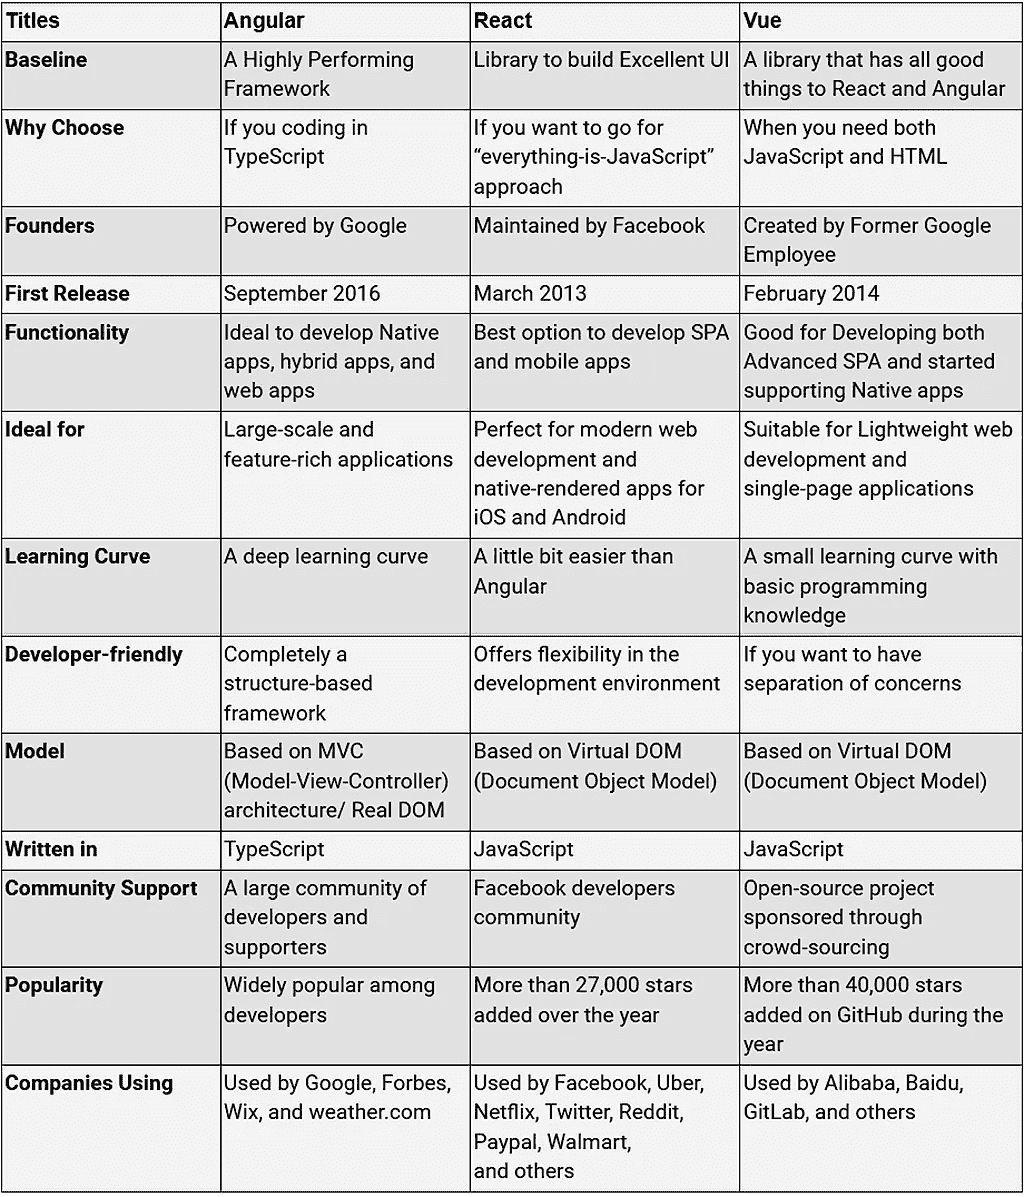 Titles
Angular
React
Vue
Baseline
A Highly Performing
Framework
Library to build Excellent UI
A library that has all good
things to React and Angular
Why Choose
If you coding in
TypeScript
If you want to go for
“everything-is-JavaScript”
approach
When you need both
JavaScript and HTML
Founders
Powered by Google
Maintained by Facebook
Created by Former Google
Employee
First Release
September 2016
March 2013
February 2014
Functionality
Ideal to develop Native
apps, hybrid apps, and
web apps
Best option to develop SPA
and mobile apps
Good for Developing both
Advanced SPA and started
supporting Native apps
Ideal for
Large-scale and
feature-rich applications
Perfect for modern web
development and
native-rendered apps for
iOS and Android
Suitable for Lightweight web
development and
single-page applications
Learning Curve
A deep learning curve
A little bit easier than
Angular
A small learning curve with
basic programming
knowledge
Developer-friendly
Completely a
structure-based
framework
Offers flexibility in the
development environment
If you want to have
separation of concerns
Model
Based on MVC
(Model-View-Controller)
architecture/ Real DOM
Based on Virtual DOM
(Document Object Model)
Based on Virtual DOM
(Document Object Model)
Written in
TypeScript
JavaScript
JavaScript
Community Support
A large community of
developers and
supporters
Facebook developers
community
Open-source project
sponsored through
crowd-sourcing
Popularity
Widely popular among
developers
More than 27,000 stars
added over the year
More than 40,000 stars
added on GitHub during the
year
Companies Using
Used by Google, Forbes,
Wix, and weather.com
Used by Facebook, Uber,
Netflix, Twitter, Reddit,
Paypal, Walmart,
and others
Used by Alibaba, Baidu,
GitLab, and others